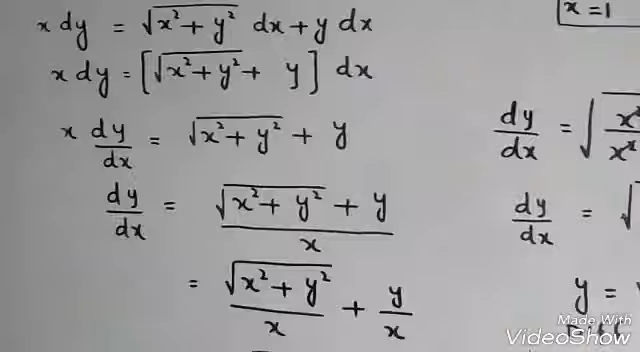 x dy = √(x² + y²) dx + y dx
x dy = [√(x² + y²) + y] dx
x dy/dx = √(x² + y²) + y
dy/dx = (√(x² + y²) + y)/x
= √(x² + y²)/x + y/x
x = 1
dy/dx = √
dy/dx = √
y =
Made With
VideoShow